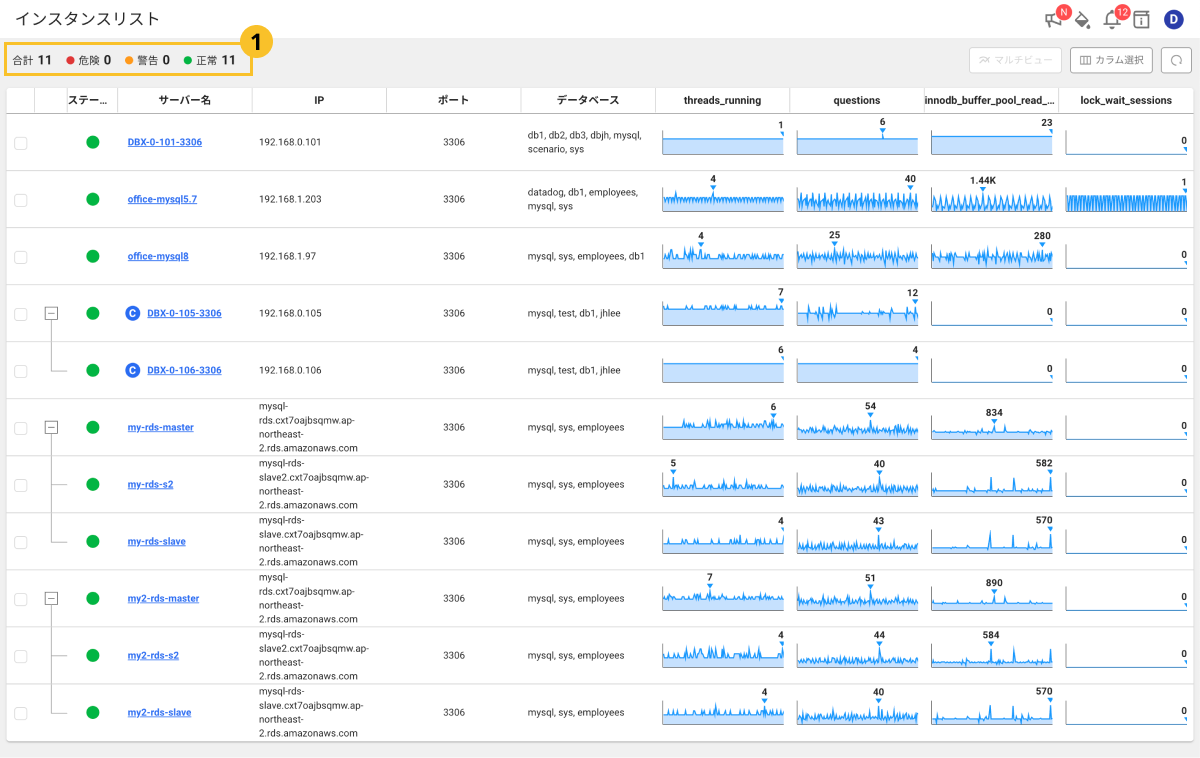 インスタンスリスト
N
12
D
1
合計 11 危険 0 警告 0 正常 11
マルチビュー
カラム選択
ステー... サーバー名 IP ポート データベース threads_running questions innodb_buffer_pool_read_... lock_wait_sessions
DBX-0-101-3306 192.168.0.101 3306 db1, db2, db3, dbjh, mysql,
scenario, sys
1 6 23 0
office-mysql5.7 192.168.1.203 3306 datadog, db1, employees,
mysql, sys
4 40 1.44K 1
office-mysql8 192.168.1.97 3306 mysql, sys, employees, db1
4 25 280 0
C DBX-0-105-3306 192.168.0.105 3306 mysql, test, db1, jhlee
7 12 0 0
C DBX-0-106-3306 192.168.0.106 3306 mysql, test, db1, jhlee
6 4 0 0
my-rds-master
mysql-
rds.cxt7oajbsqmw.ap-
northeast-
2.rds.amazonaws.com
3306 mysql, sys, employees
6 54 834 0
my-rds-s2
mysql-rds-
slave2.cxt7oajbsqmw.ap-
northeast-
2.rds.amazonaws.com
3306 mysql, sys, employees
5 40 582 0
my-rds-slave
mysql-rds-
slave.cxt7oajbsqmw.ap-
northeast-
2.rds.amazonaws.com
3306 mysql, sys, employees
4 43 570 0
my2-rds-master
mysql-
rds.cxt7oajbsqmw.ap-
northeast-
2.rds.amazonaws.com
3306 mysql, sys, employees
7 51 890 0
my2-rds-s2
mysql-rds-
slave2.cxt7oajbsqmw.ap-
northeast-
2.rds.amazonaws.com
3306 mysql, sys, employees
4 44 584 0
my2-rds-slave
mysql-rds-
slave.cxt7oajbsqmw.ap-
northeast-
2.rds.amazonaws.com
3306 mysql, sys, employees
4 40 570 0